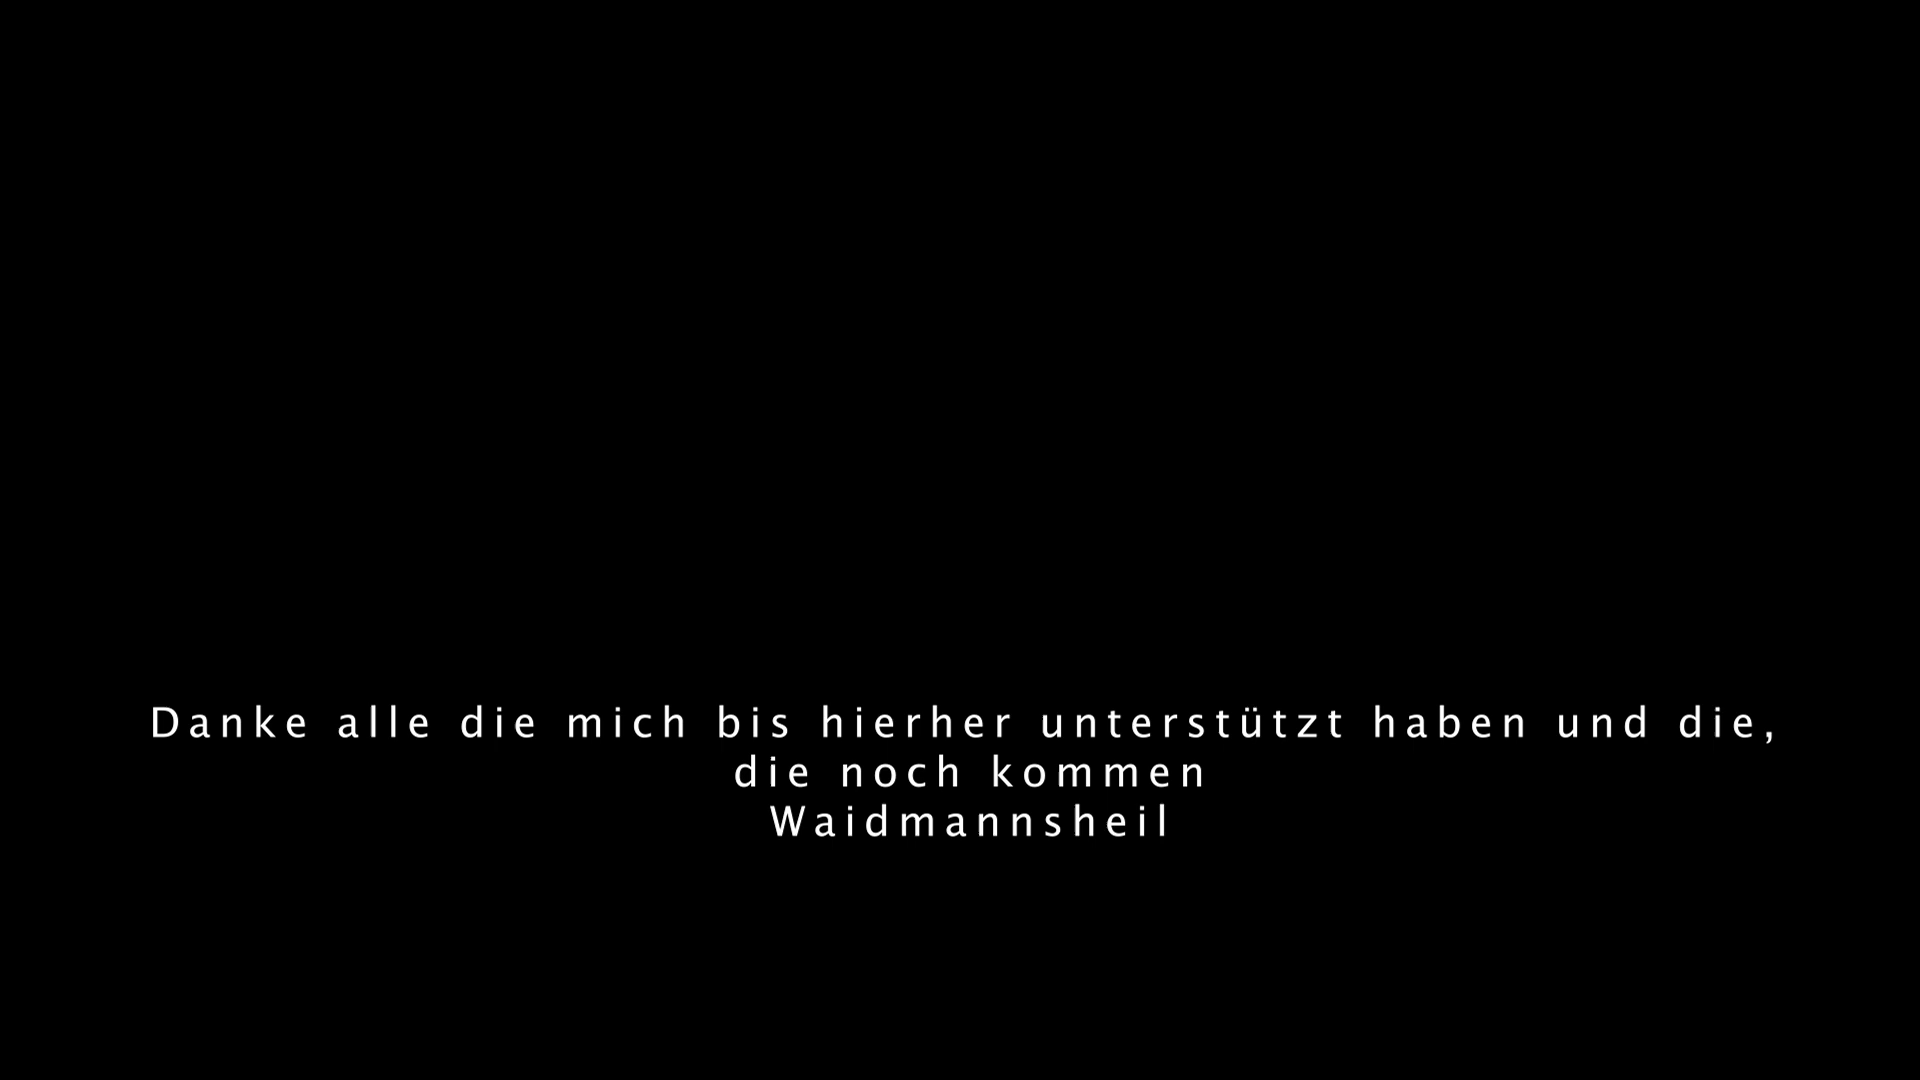 Danke alle die mich bis hierher unterstützt haben und die,
die noch kommen
Waidmannsheil